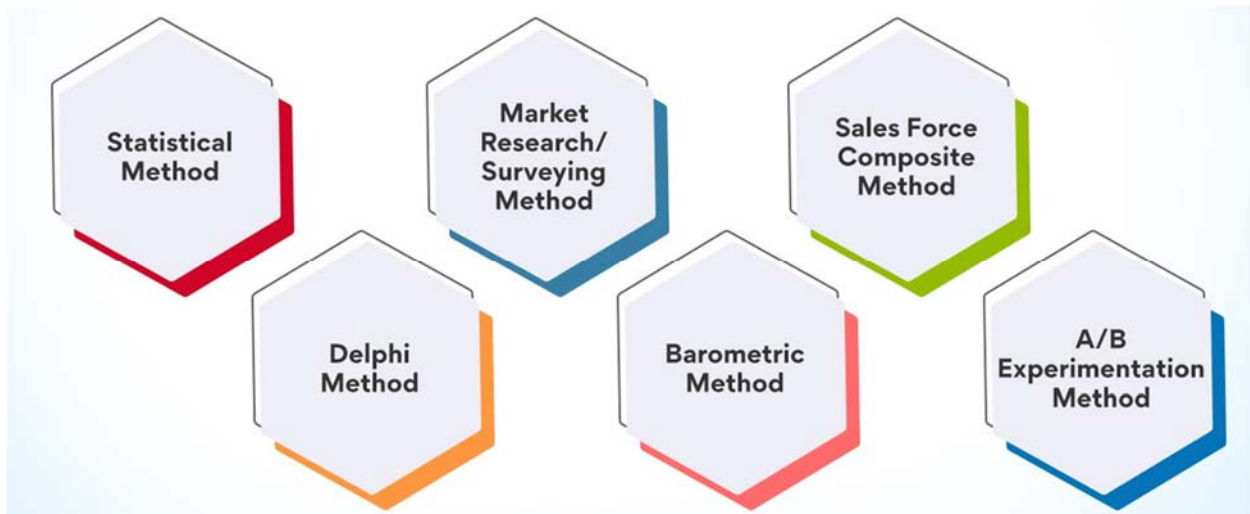 Statistical
Method
Market
Research/
Surveying
Method
Sales Force
Composite
Method
Delphi
Method
Barometric
Method
A/B
Experimentation
Method